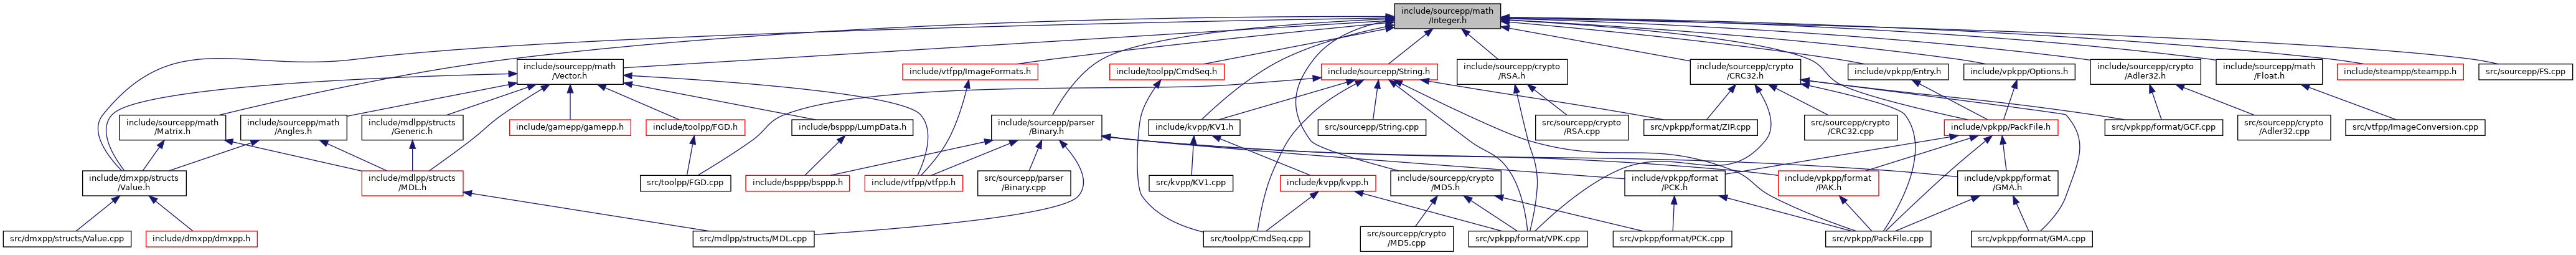 include/sourcepp/math
/Integer.h
include/sourcepp/math
/Vector.h
include/vtfpp/ImageFormats.h
include/toolpp/CmdSeq.h
include/sourcepp/String.h
include/sourcepp/crypto
/RSA.h
include/sourcepp/crypto
/CRC32.h
include/vpkpp/Entry.h
include/vpkpp/Options.h
include/sourcepp/crypto
/Adler32.h
include/sourcepp/math
/Float.h
include/steampp/steampp.h
src/sourcepp/FS.cpp
include/sourcepp/math
/Matrix.h
include/sourcepp/math
/Angles.h
include/mdlpp/structs
/Generic.h
include/gamepp/gamepp.h
include/toolpp/FGD.h
include/bsppp/LumpData.h
include/sourcepp/parser
/Binary.h
include/kvpp/KV1.h
src/sourcepp/String.cpp
src/sourcepp/crypto
/RSA.cpp
src/vpkpp/format/ZIP.cpp
src/sourcepp/crypto
/CRC32.cpp
include/vpkpp/PackFile.h
src/vpkpp/format/GCF.cpp
src/sourcepp/crypto
/Adler32.cpp
src/vtfpp/ImageConversion.cpp
include/dmxpp/structs
/Value.h
include/mdlpp/structs
/MDL.h
src/toolpp/FGD.cpp
include/bsppp/bsppp.h
include/vtfpp/vtfpp.h
src/sourcepp/parser
/Binary.cpp
src/kvpp/KV1.cpp
include/kvpp/kvpp.h
include/sourcepp/crypto
/MD5.h
include/vpkpp/format
/PCK.h
include/vpkpp/format
/PAK.h
include/vpkpp/format
/GMA.h
src/dmxpp/structs/Value.cpp
include/dmxpp/dmxpp.h
src/mdlpp/structs/MDL.cpp
src/toolpp/CmdSeq.cpp
src/sourcepp/crypto
/MD5.cpp
src/vpkpp/format/VPK.cpp
src/vpkpp/format/PCK.cpp
src/vpkpp/PackFile.cpp
src/vpkpp/format/GMA.cpp